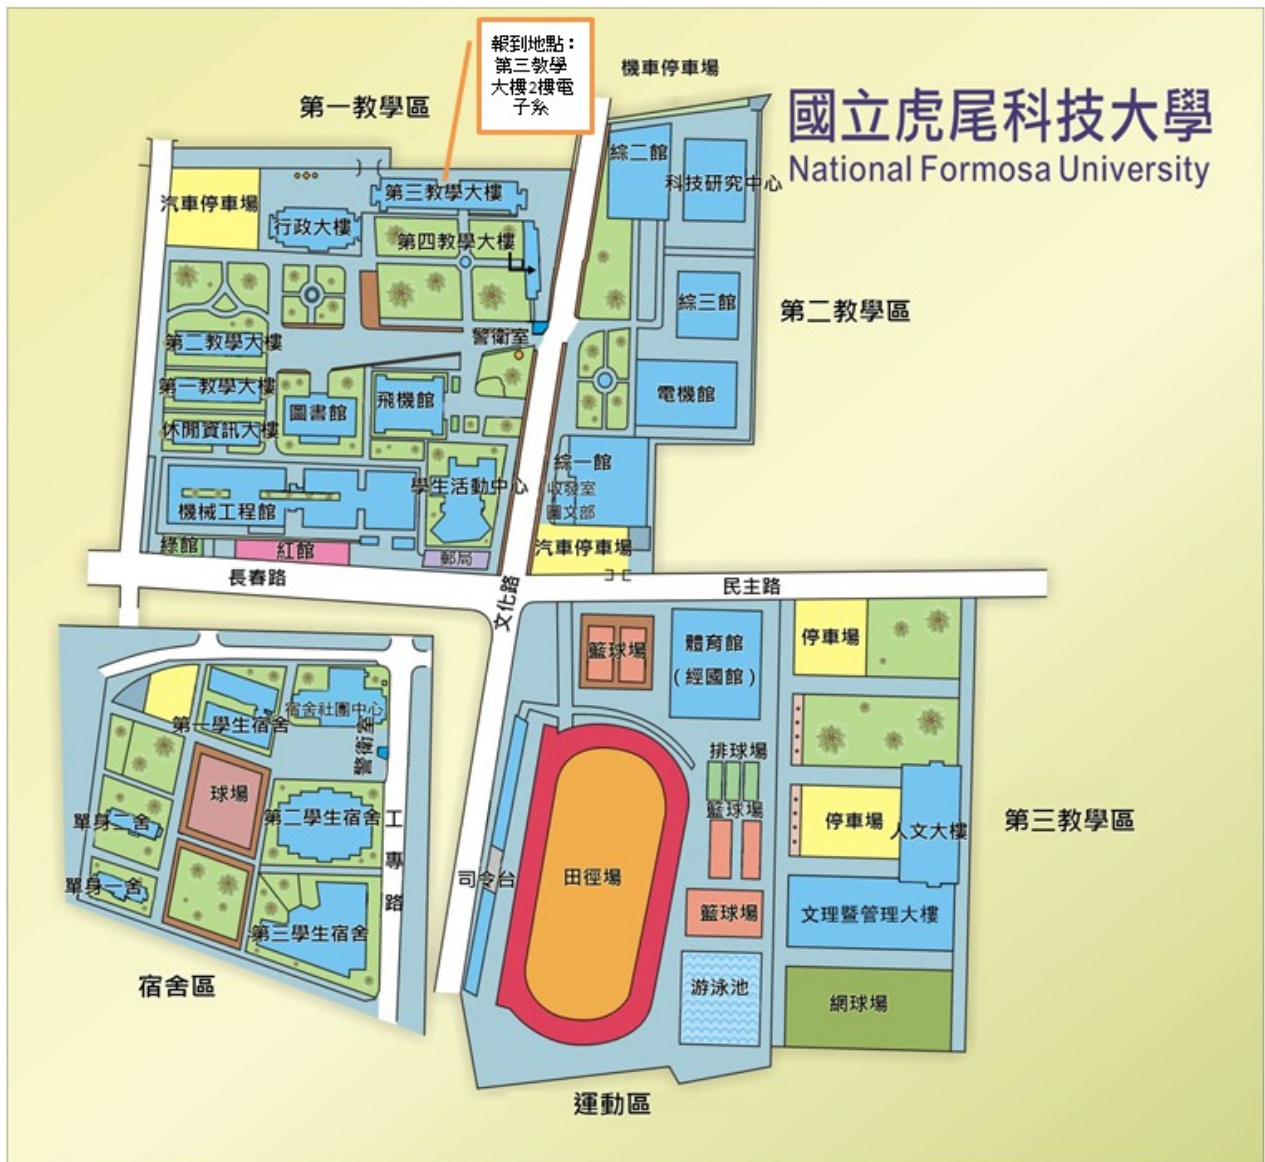 報到地點：
第三教學
大樓2樓電
子系
機車停車場
國立虎尾科技大學
National Formosa University
第一教學區
綜二館
科技研究中心
汽車停車場
第三教學大樓
行政大樓
第四教學大樓
綜三館
第二教學區
警衛室
第二教學大樓
第一教學大樓
圖書館
飛機館
電機館
休閒資訊大樓
綜一館
學生活動中心
收發室
圖文部
機械工程館
綠館
紅館
郵局
汽車停車場
長春路
文化路
民主路
籃球場
體育館
（經國館）
停車場
第一學生宿舍
宿舍社團中心
警衛室
排球場
球場
籃球場
第二學生宿舍
單身二舍
停車場
人文大樓
第三教學區
工專路
單身一舍
司令台
田徑場
籃球場
文理暨管理大樓
第三學生宿舍
宿舍區
游泳池
網球場
運動區